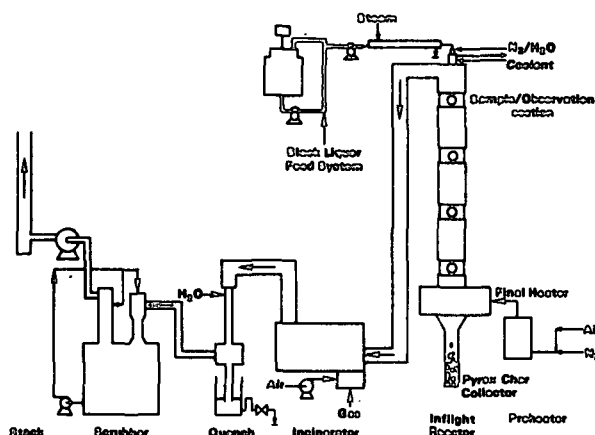 Steam
N₂/H₂O
Coolant
Sample/Observation
section
Black Liquor
Feed System
H₂O
Final Heater
Air
Gas
Pyrex Char
Collector
Stack
Scrubber
Quench
Incinerator
Inflight
Reactor
Preheater